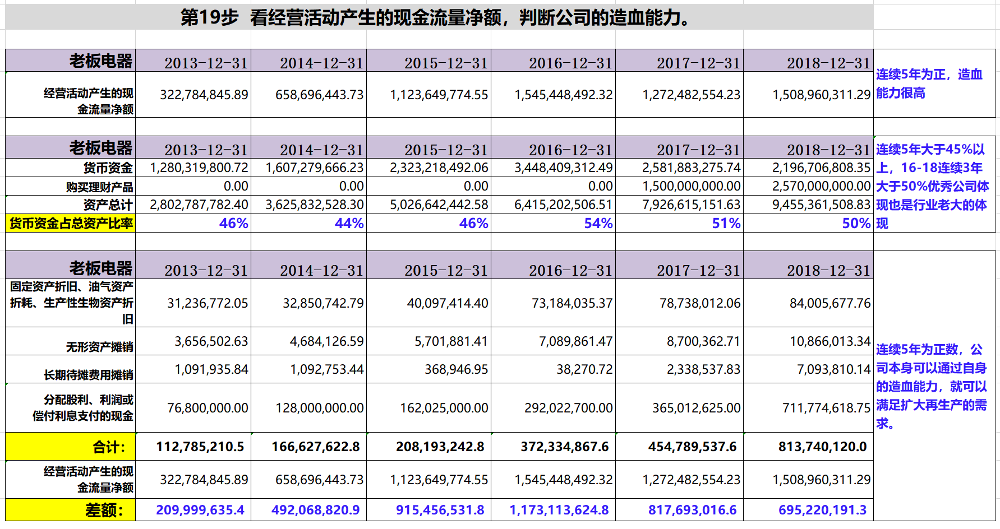 第19步 看经营活动产生的现金流量净额，判断公司的造血能力。
老板电器 2013-12-31 2014-12-31 2015-12-31 2016-12-31 2017-12-31 2018-12-31
经营活动产生的现
金流量净额
322,784,845.89 658,696,443.73 1,123,649,774.55 1,545,448,492.32 1,272,482,554.23 1,508,960,311.29
连续5年为正，造血
能力很高
老板电器 2013-12-31 2014-12-31 2015-12-31 2016-12-31 2017-12-31 2018-12-31
货币资金 1,280,319,800.72 1,607,279,666.23 2,323,218,492.06 3,448,409,312.49 2,581,883,275.74 2,196,706,808.35
购买理财产品 0.00 0.00 0.00 0.00 1,500,000,000.00 2,570,000,000.00
资产总计 2,802,787,782.40 3,625,832,528.30 5,026,642,442.58 6,415,202,506.51 7,926,615,151.63 9,455,361,508.83
货币资金占总资产比率 46% 44% 46% 54% 51% 50%
连续5年大于45%以
上，16-18连续3年
大于50%优秀公司体
现也是行业老大的体
现
老板电器 2013-12-31 2014-12-31 2015-12-31 2016-12-31 2017-12-31 2018-12-31
固定资产折旧、油气资产
折耗、生产性生物资产折
旧
31,236,772.05 32,850,742.79 40,097,414.40 73,184,035.37 78,738,012.06 84,005,677.76
无形资产摊销 3,656,502.63 4,684,126.59 5,701,881.41 7,089,861.47 8,700,362.71 10,866,013.34
长期待摊费用摊销 1,091,935.84 1,092,753.44 368,946.95 38,270.72 2,338,537.83 7,093,810.14
分配股利、利润或
偿付利息支付的现金
76,800,000.00 128,000,000.00 162,025,000.00 292,022,700.00 365,012,625.00 711,774,618.75
合计： 112,785,210.5 166,627,622.8 208,193,242.8 372,334,867.6 454,789,537.6 813,740,120.0
经营活动产生的现
金流量净额
322,784,845.89 658,696,443.73 1,123,649,774.55 1,545,448,492.32 1,272,482,554.23 1,508,960,311.29
差额： 209,999,635.4 492,068,820.9 915,456,531.8 1,173,113,624.8 817,693,016.6 695,220,191.3
连续5年为正数，公
司本身可以通过自身
的造血能力，就可以
满足扩大再生产的需
求。